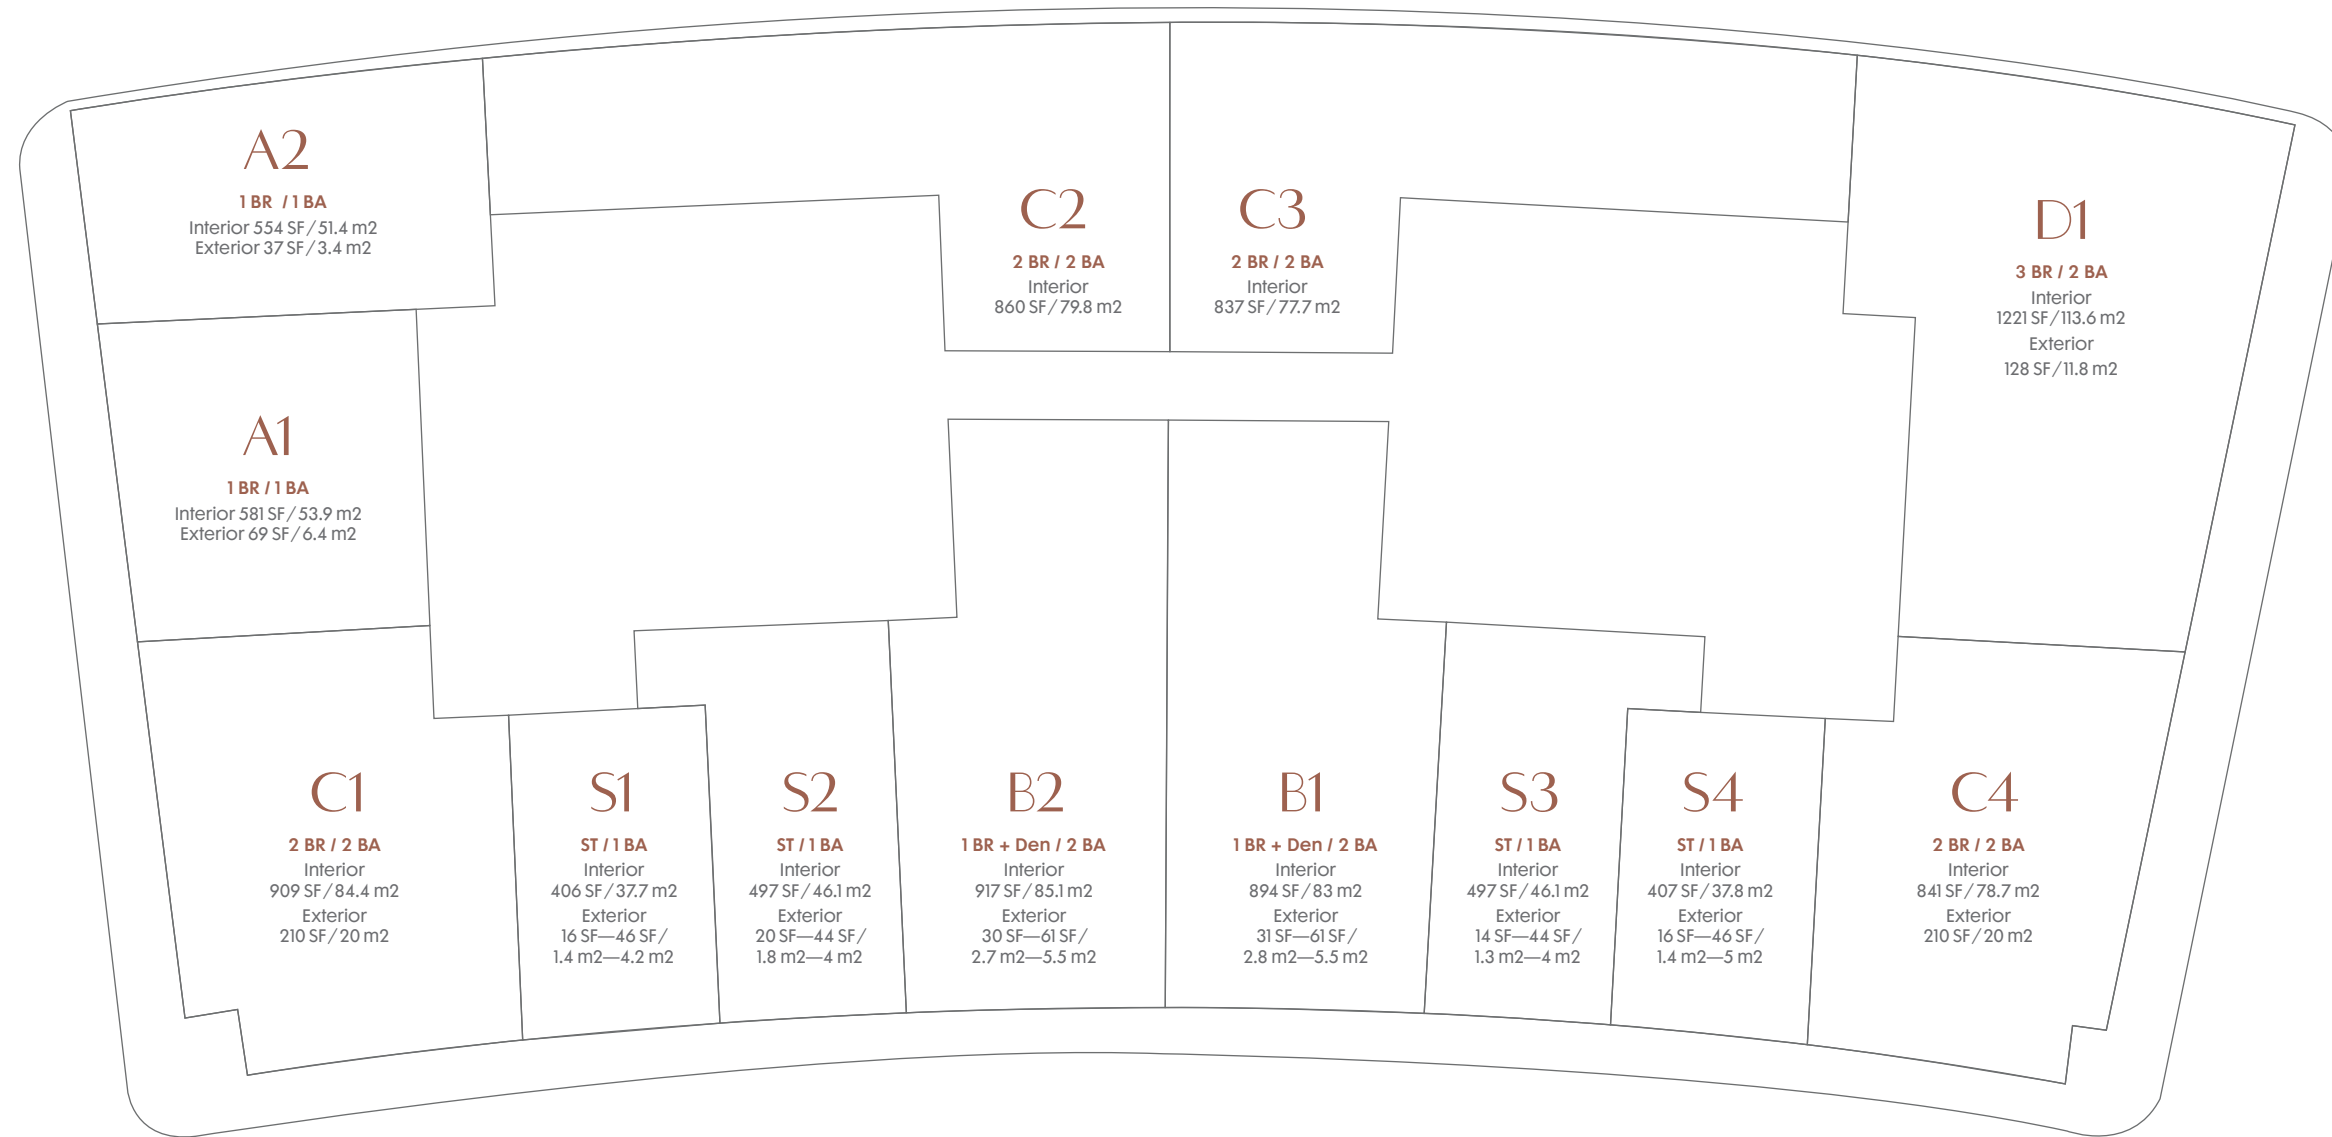 A2
1 BR / 1 BA
Interior 554 SF/51.4 m2
Exterior 37 SF/3.4 m2
C2
2 BR / 2 BA
Interior
860 SF/79.8 m2
C3
2 BR / 2 BA
Interior
837 SF/77.7 m2
D1
3 BR / 2 BA
Interior
1221 SF/113.6 m2
Exterior
128 SF/11.8 m2
A1
1 BR / 1 BA
Interior 581 SF/53.9 m2
Exterior 69 SF/6.4 m2
C1
2 BR / 2 BA
Interior
909 SF/84.4 m2
Exterior
210 SF/20 m2
S1
ST / 1 BA
Interior
406 SF/37.7 m2
Exterior
16 SF—46 SF/
1.4 m2—4.2 m2
S2
ST / 1 BA
Interior
497 SF/46.1 m2
Exterior
20 SF—44 SF/
1.8 m2—4 m2
B2
1 BR + Den / 2 BA
Interior
917 SF/85.1 m2
Exterior
30 SF—61 SF/
2.7 m2—5.5 m2
B1
1 BR + Den / 2 BA
Interior
894 SF/83 m2
Exterior
31 SF—61 SF/
2.8 m2—5.5 m2
S3
ST / 1 BA
Interior
497 SF/46.1 m2
Exterior
14 SF—44 SF/
1.3 m2—4 m2
S4
ST / 1 BA
Interior
407 SF/37.8 m2
Exterior
16 SF—46 SF/
1.4 m2—5 m2
C4
2 BR / 2 BA
Interior
841 SF/78.7 m2
Exterior
210 SF/20 m2